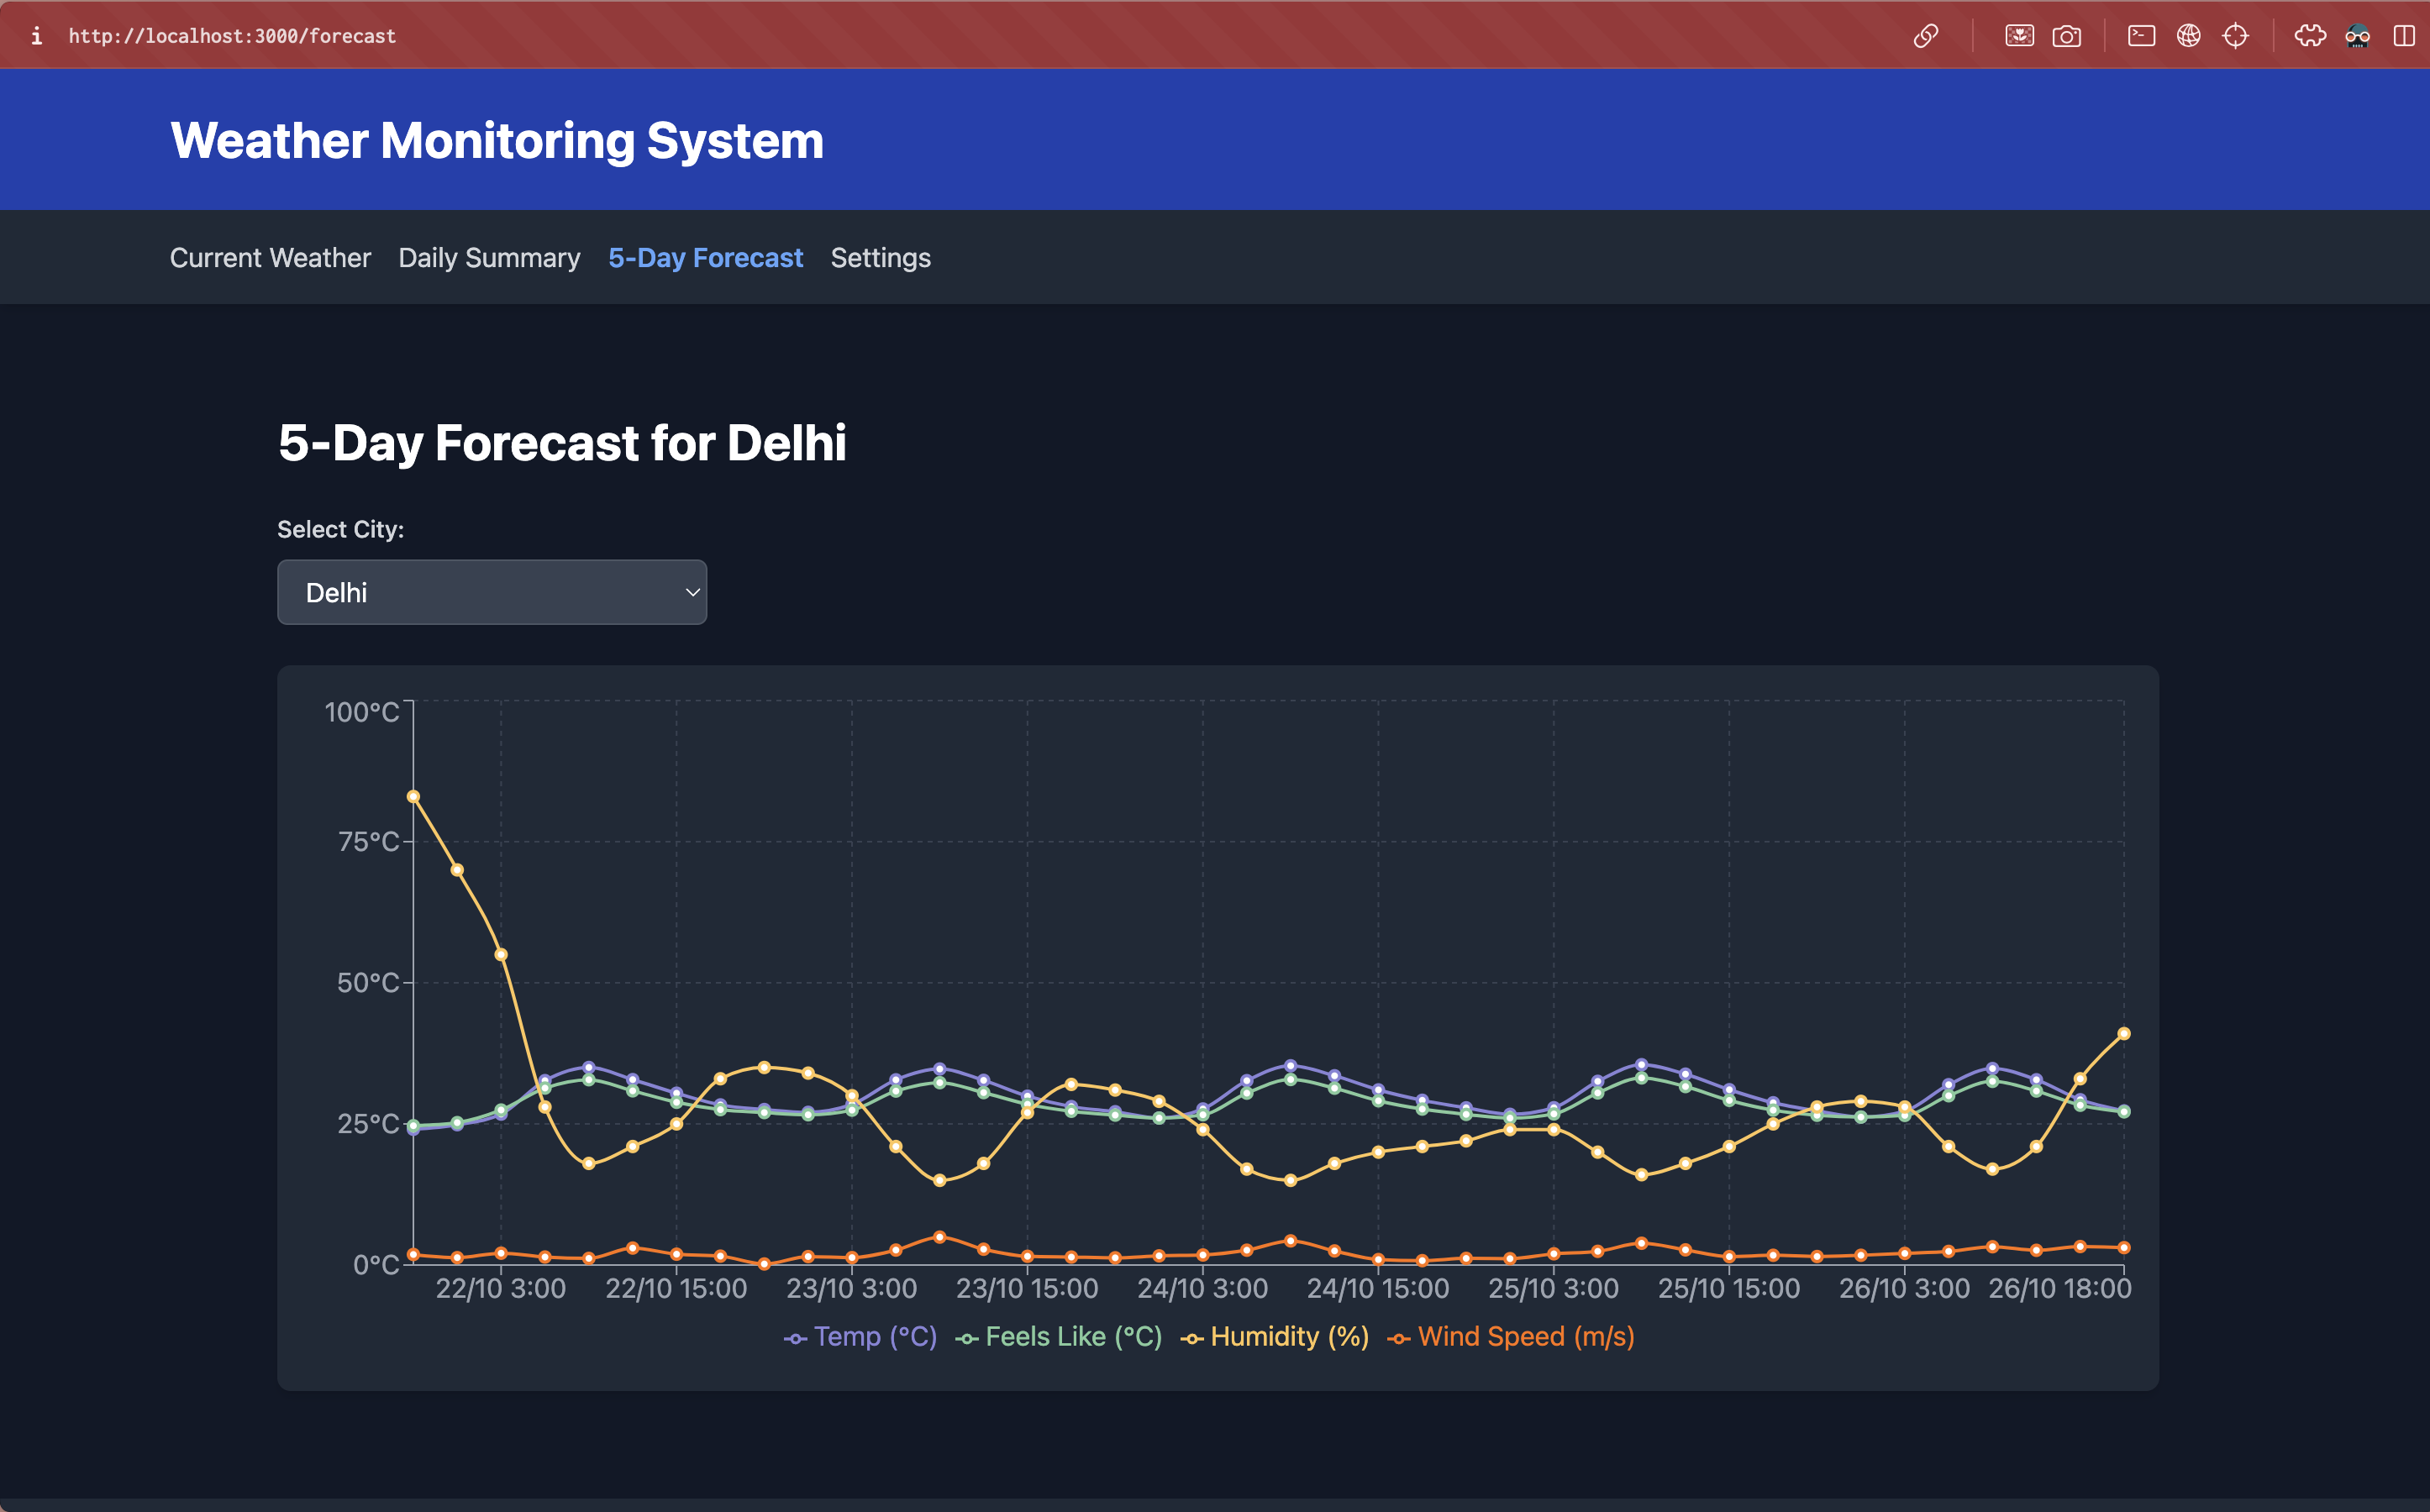 i http://localhost:3000/forecast
Weather Monitoring System
Current Weather Daily Summary 5-Day Forecast Settings
5-Day Forecast for Delhi
Select City:
Delhi
100°C
75°C
50°C
25°C
0°C
22/10 3:00 22/10 15:00 23/10 3:00 23/10 15:00 24/10 3:00 24/10 15:00 25/10 3:00 25/10 15:00 26/10 3:00 26/10 18:00
Temp (°C) Feels Like (°C) Humidity (%) Wind Speed (m/s)